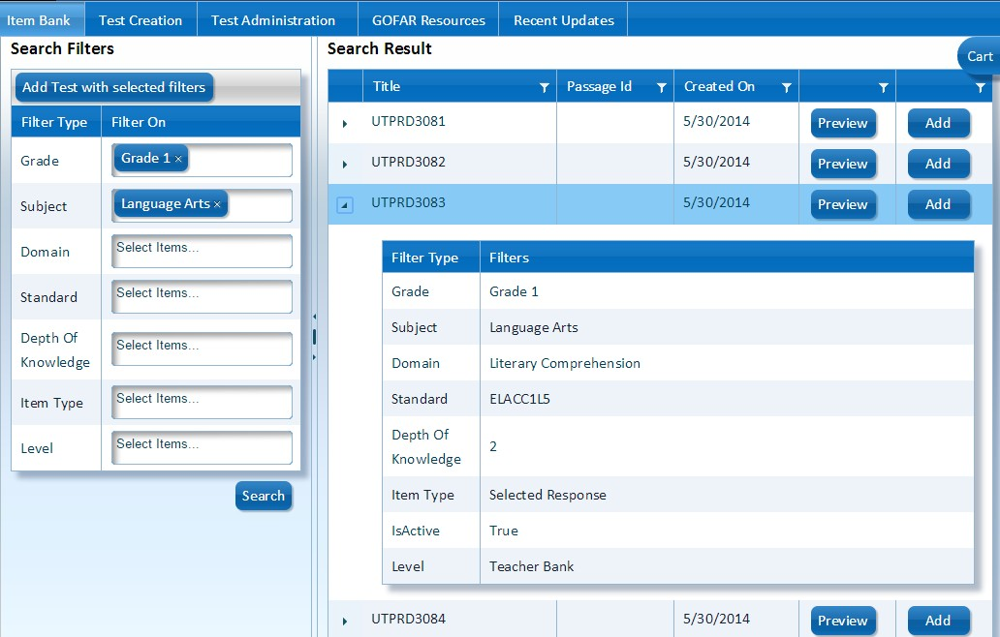 Item Bank Test Creation Test Administration GOFAR Resources Recent Updates
Search Filters
Add Test with selected filters
Filter Type Filter On
Grade Grade 1 ×
Subject Language Arts ×
Domain Select Items...
Standard Select Items...
Depth Of
Knowledge Select Items...
Item Type Select Items...
Level Select Items...
Search
Search Result
Cart
Title Passage Id Created On
UTPRD3081 5/30/2014 Preview Add
UTPRD3082 5/30/2014 Preview Add
UTPRD3083 5/30/2014 Preview Add
Filter Type Filters
Grade Grade 1
Subject Language Arts
Domain Literary Comprehension
Standard ELACC1L5
Depth Of
Knowledge 2
Item Type Selected Response
IsActive True
Level Teacher Bank
UTPRD3084 5/30/2014 Preview Add